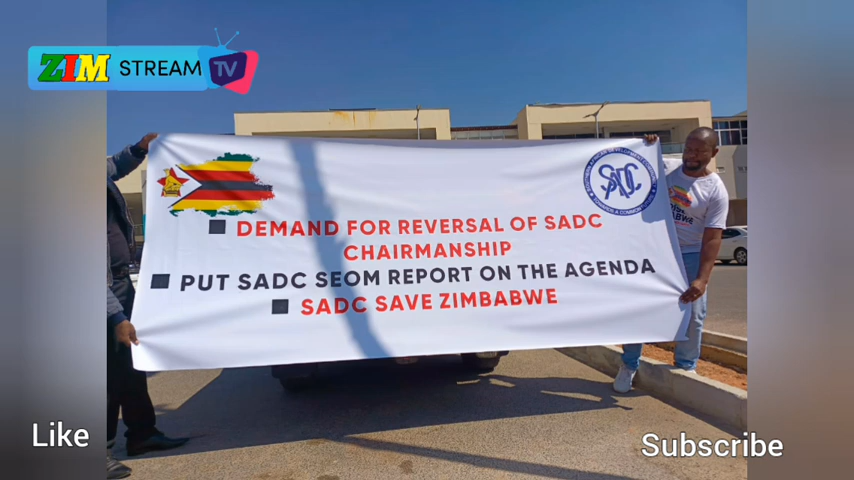 ZIM STREAM TV
SADC
DEMAND FOR REVERSAL OF SADC
CHAIRMANSHIP
PUT SADC SEOM REPORT ON THE AGENDA
SADC SAVE ZIMBABWE
Like
Subscribe